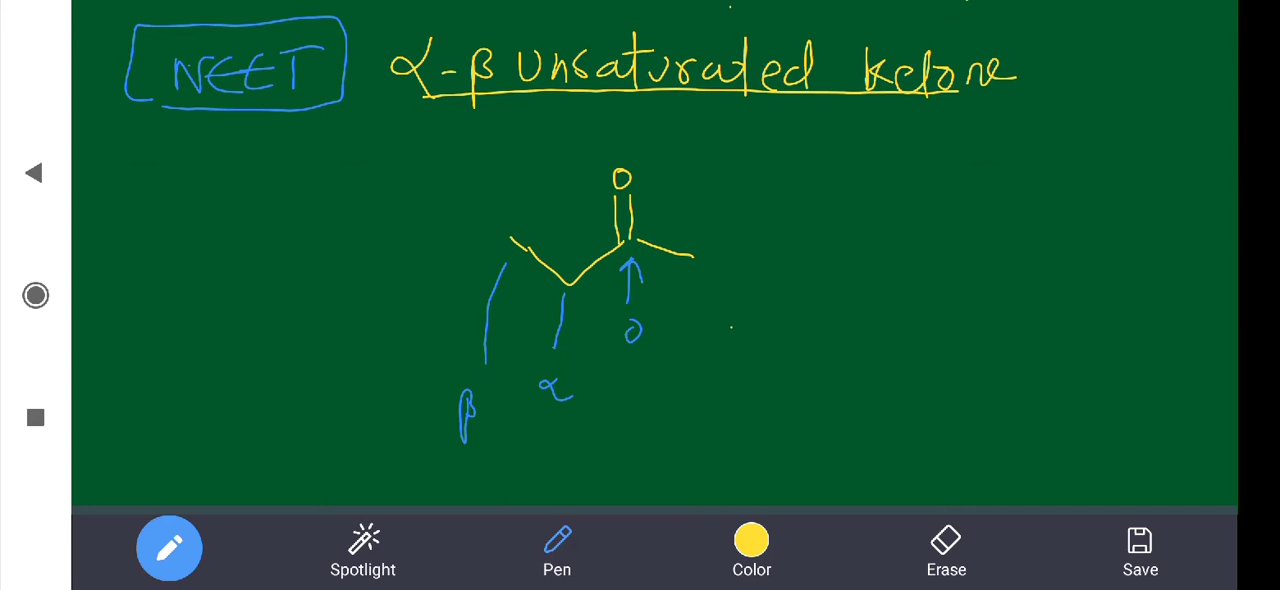 NEET α-β Unsaturated Ketone
O
O
α
β
Spotlight Pen Color Erase Save